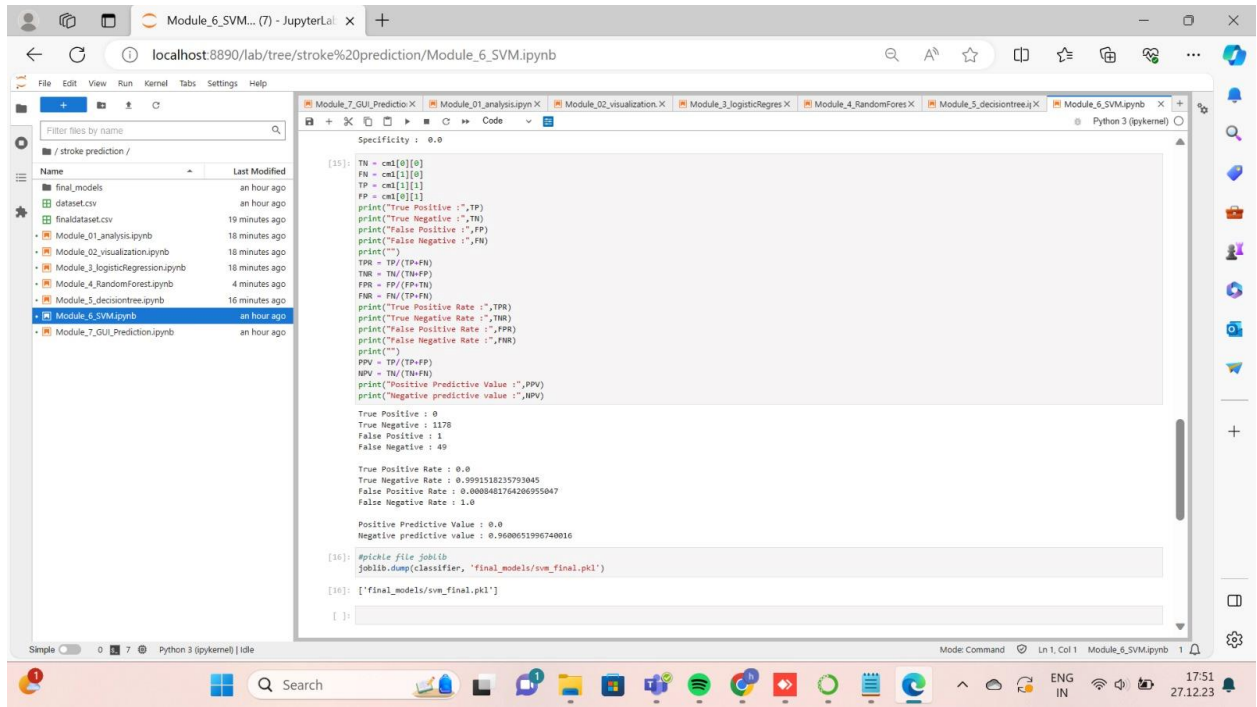 Module_6_SVM... (7) - JupyterLal
localhost:8890/lab/tree/stroke%20prediction/Module_6_SVM.ipynb
File Edit View Run Kernel Tabs Settings Help
Module_7_GUI_Predictio Module_01_analysis.ipyn Module_02_visualization. Module_3_logisticRegres Module_4_RandomFores Module_5_decisiontree.i Module_6_SVM.ipynb
Code
Python 3 (ipykernel)
Filter files by name
/ stroke prediction /
Name Last Modified
final_models an hour ago
dataset.csv an hour ago
finaldataset.csv 19 minutes ago
Module_01_analysis.ipynb 18 minutes ago
Module_02_visualization.ipynb 18 minutes ago
Module_3_logisticRegression.ipynb 18 minutes ago
Module_4_RandomForest.ipynb 4 minutes ago
Module_5_decisiontree.ipynb 16 minutes ago
Module_6_SVM.ipynb an hour ago
Module_7_GUI_Prediction.ipynb an hour ago
Specificity : 0.0
[15]: TN = cm1[0][0]
FN = cm1[1][0]
TP = cm1[1][1]
FP = cm1[0][1]
print("True Positive :",TP)
print("True Negative :",TN)
print("False Positive :",FP)
print("False Negative :",FN)
print("")
TPR = TP/(TP+FN)
TNR = TN/(TN+FP)
FPR = FP/(FP+TN)
FNR = FN/(TP+FN)
print("True Positive Rate :",TPR)
print("True Negative Rate :",TNR)
print("False Positive Rate :",FPR)
print("False Negative Rate :",FNR)
print("")
PPV = TP/(TP+FP)
NPV = TN/(TN+FN)
print("Positive Predictive Value :",PPV)
print("Negative predictive value :",NPV)
True Positive : 0
True Negative : 1178
False Positive : 1
False Negative : 49
True Positive Rate : 0.0
True Negative Rate : 0.9991518235793045
False Positive Rate : 0.0008481764206955047
False Negative Rate : 1.0
Positive Predictive Value : 0.0
Negative predictive value : 0.9600651996740016
[16]: #pickle file joblib
joblib.dump(classifier, 'final_models/svm_final.pkl')
[16]: ['final_models/svm_final.pkl']
[ ]:
Simple 0 7 Python 3 (ipykernel) | Idle
Mode: Command Ln 1, Col 1 Module_6_SVM.ipynb 1
1
Search
1
ENG
IN
17:51
27.12.23